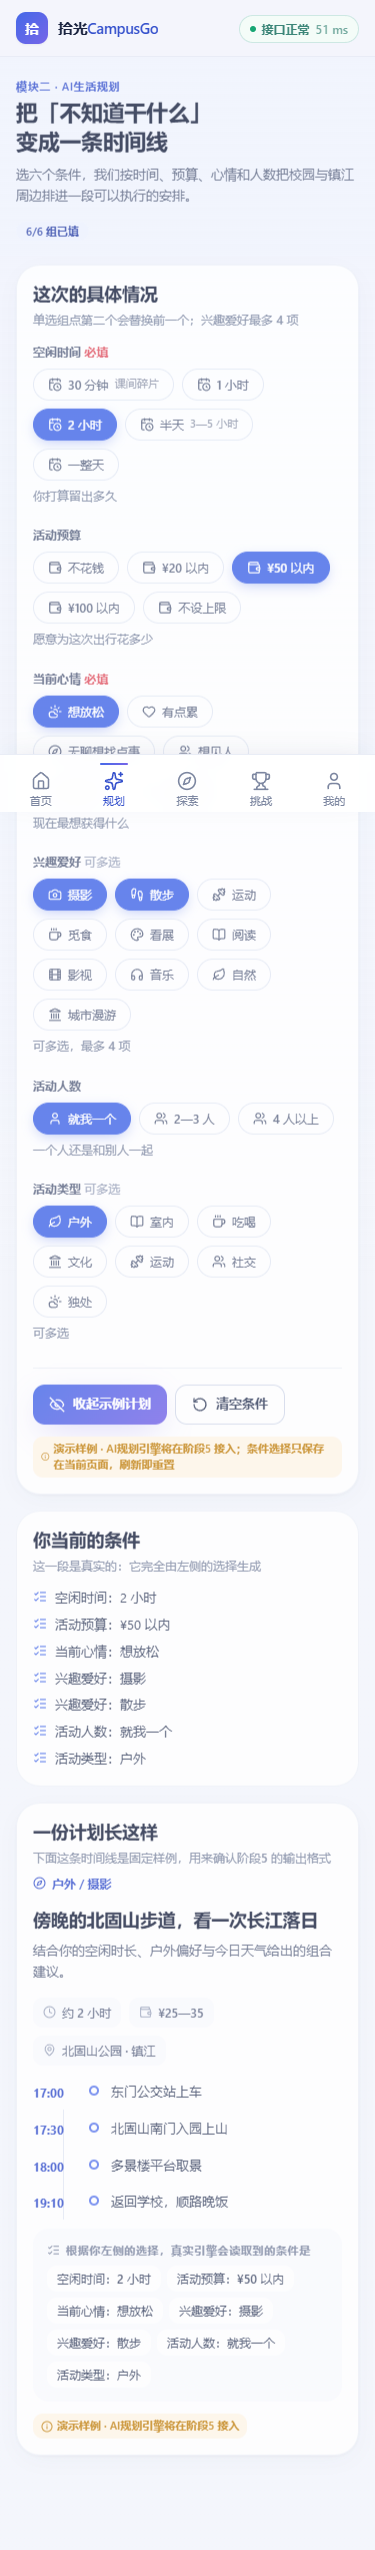 拾 拾光CampusGo 接口正常 51 ms
模块二 · AI生活规划
把「不知道干什么」
变成一条时间线
选六个条件，我们按时间、预算、心情和人数把校园与镇江
周边排进一段可以执行的安排。
6/6 组已填
这次的具体情况
单选组点第二个会替换前一个；兴趣爱好最多 4 项
空闲时间 必填
30 分钟 课间碎片 1 小时
2 小时 半天 3—5 小时
一整天
你打算留出多久
活动预算
不花钱 ¥20 以内 ¥50 以内
¥100 以内 不设上限
愿意为这次出行花多少
当前心情 必填
想放松 有点累
无聊想找点事 想见人
首页 规划 探索 挑战 我的
现在最想获得什么
兴趣爱好 可多选
摄影 散步 运动
觅食 看展 阅读
影视 音乐 自然
城市漫游
可多选，最多 4 项
活动人数
就我一个 2—3 人 4 人以上
一个人还是和别人一起
活动类型 可多选
户外 室内 吃喝
文化 运动 社交
独处
可多选
收起示例计划 清空条件
演示样例 · AI规划引擎将在阶段5 接入；条件选择只保存
在当前页面，刷新即重置
你当前的条件
这一段是真实的：它完全由左侧的选择生成
空闲时间：2 小时
活动预算：¥50 以内
当前心情：想放松
兴趣爱好：摄影
兴趣爱好：散步
活动人数：就我一个
活动类型：户外
一份计划长这样
下面这条时间线是固定样例，用来确认阶段5 的输出格式
户外 / 摄影
傍晚的北固山步道，看一次长江落日
结合你的空闲时长、户外偏好与今日天气给出的组合
建议。
约 2 小时 ¥25—35
北固山公园 · 镇江
17:00 东门公交站上车
17:30 北固山南门入园上山
18:00 多景楼平台取景
19:10 返回学校，顺路晚饭
根据你左侧的选择，真实引擎会读取到的条件是
空闲时间：2 小时 活动预算：¥50 以内
当前心情：想放松 兴趣爱好：摄影
兴趣爱好：散步 活动人数：就我一个
活动类型：户外
演示样例 · AI规划引擎将在阶段5 接入